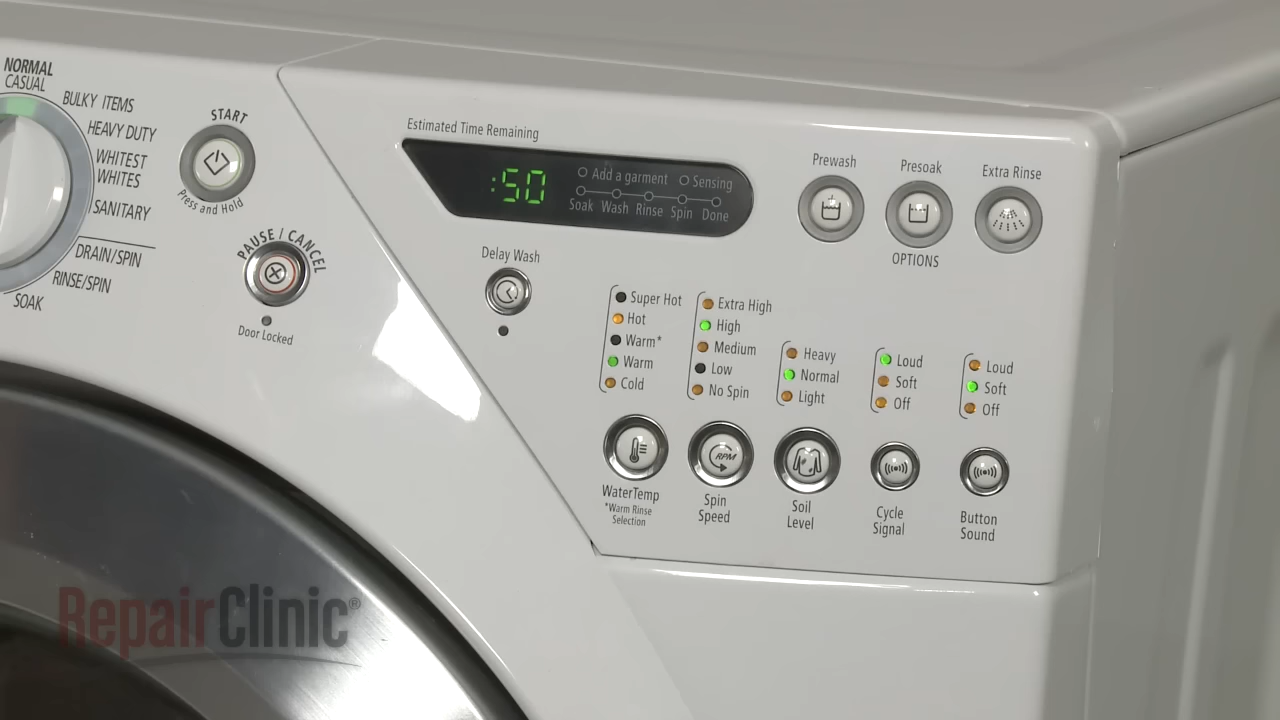 NORMAL
CASUAL
BULKY ITEMS
HEAVY DUTY
WHITEST
WHITES
SANITARY
DRAIN/SPIN
RINSE/SPIN
SOAK
START
Press and Hold
PAUSE / CANCEL
Door Locked
Estimated Time Remaining
:50
Add a garment
Sensing
Soak Wash Rinse Spin Done
Delay Wash
Prewash
Presoak
Extra Rinse
OPTIONS
Super Hot
Hot
Warm*
Warm
Cold
Extra High
High
Medium
Low
No Spin
Heavy
Normal
Light
Loud
Soft
Off
Loud
Soft
Off
RPM
WaterTemp
*Warm Rinse
Selection
Spin
Speed
Soil
Level
Cycle
Signal
Button
Sound
RepairClinic®